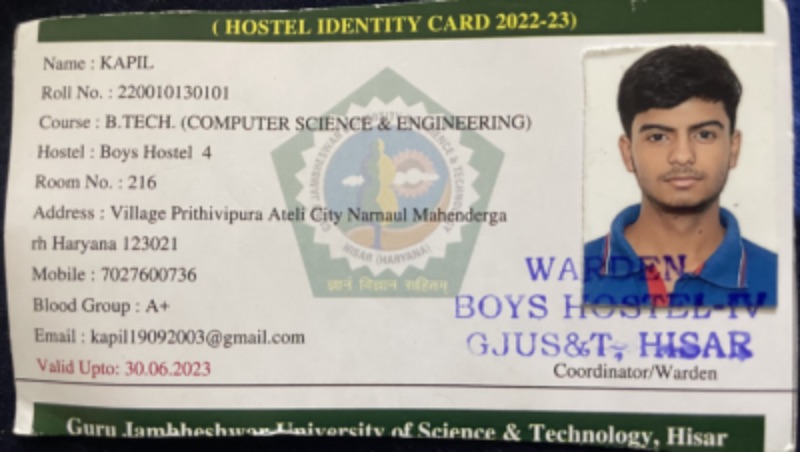 ( HOSTEL IDENTITY CARD 2022-23)
Name : KAPIL
Roll No. : 220010130101
Course : B.TECH. (COMPUTER SCIENCE & ENGINEERING)
Hostel : Boys Hostel 4
Room No. : 216
Address : Village Prithivipura Ateli City Narnaul Mahenderga
rh Haryana 123021
Mobile : 7027600736
Blood Group : A+
Email : kapil19092003@gmail.com
Valid Upto: 30.06.2023
HISAR (HARYANA)
ज्ञानं विज्ञान सहितम्
WARDEN
BOYS HOSTEL-IV
GJUS&T, HISAR
Coordinator/Warden
Guru Jambheshwar University of Science & Technology, Hisar